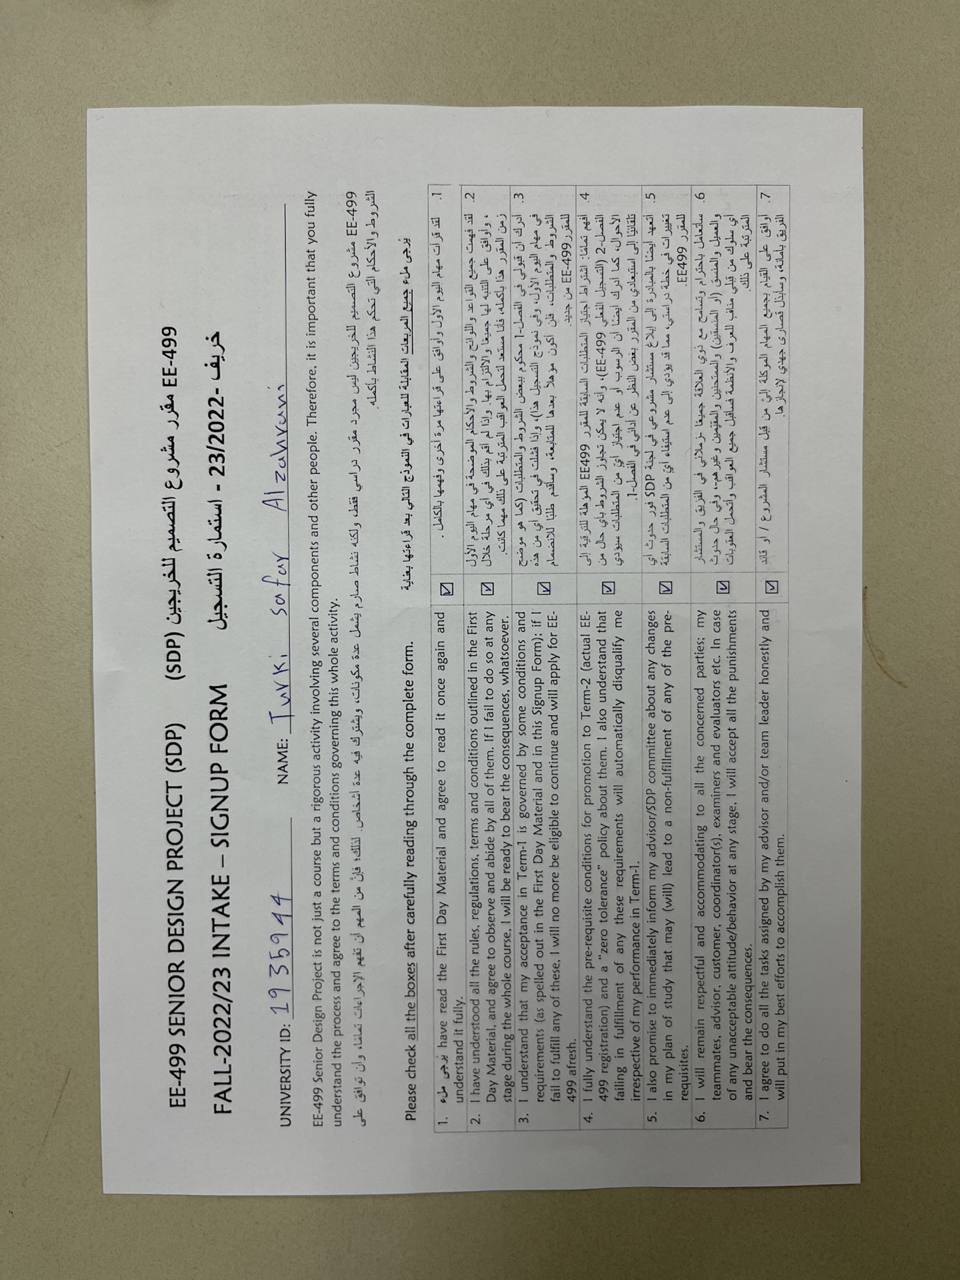 EE-499 SENIOR DESIGN PROJECT (SDP) مقرر مشروع التصميم للخريجين (SDP) EE-499
FALL-2022/23 INTAKE – SIGNUP FORM خريف -23/2022 - استمارة التسجيل
UNIVERSITY ID: 1935944 NAME: Turki safar Alzahrani
EE-499 Senior Design Project is not just a course but a rigorous activity involving several components and other people. Therefore, it is important that you fully
understand the process and agree to the terms and conditions governing this whole activity.
EE-499 مشروع التصميم للخريجين ليس مجرد مقرر دراسي فقط، ولكنه نشاط صارم يشمل عدة مكونات، ويشترك فيه عدة أشخاص. لذلك، فإنّ من المهم أن تفهم الإجراءات تمامًا، وأن توافق على
الشروط والأحكام التي تحكم هذا النشاط بأكمله
Please check all the boxes after carefully reading through the complete form. يُرجى ملء جميع المربعات المقابلة للعبارات في النموذج التالي بعد قراءتها بعناية
1. يُرجى ملء have read the First Day Material and agree to read it once again and
understand it fully.
☑
1. لقد قرأت مهام اليوم الأول وأوافق على قراءتها مرة أخرى وفهمها بالكامل.
2. I have understood all the rules, regulations, terms and conditions outlined in the First
Day Material, and agree to observe and abide by all of them. If I fail to do so at any
stage during the whole course, I will be ready to bear the consequences, whatsoever.
☑
2. لقد فهمت جميع القواعد واللوائح والشروط والأحكام الموضحة في مهام اليوم الأول
، وأوافق على التنبه لها جميعًا والالتزام بها. وإذا لم أقم بذلك في أي مرحلة خلال
زمن المقرر هذا بأكمله، فأنا مستعد لتحمل العواقب المترتبة على ذلك مهما كانت.
3. I understand that my acceptance in Term-1 is governed by some conditions and
requirements (as spelled out in the First Day Material and in this Signup Form); if I
fail to fulfill any of these, I will no more be eligible to continue and will apply for EE-
499 afresh.
☑
3. أدرك أن قبولي في الفصل-1 محكوم ببعض الشروط والمتطلبات (كما هو موضح
في مهام اليوم الأول، وفي نموذج التسجيل هذا)، وإذا فشلت في تحقيق أي من هذه
الشروط والمتطلبات، فلن أكون مؤهلا بعدها للمتابعة، وسأقدم طلبًا للانضمام
للمقرر EE-499 من جديد.
4. I fully understand the pre-requisite conditions for promotion to Term-2 (actual EE-
499 registration) and a "zero tolerance" policy about them. I also understand that
failing in fulfillment of any these requirements will automatically disqualify me
irrespective of my performance in Term-1.
☑
4. أفهم تمامًا: اشتراط اجتياز المتطلبات السابقة للمقرر EE499 المؤهلة للترقية إلى
الفصل-2 (التسجيل الفعلي EE-499))، وأنه لا يمكن تجاوز الشروط بأي حال من
الأحوال، كما أدرك أيضًا أن الرسوب أو عدم اجتياز أيّ من المتطلبات سيؤدي
تلقائيًا إلى استبعادي من المقرر بغض النظر عن أدائي في الفصل-1.
5. I also promise to immediately inform my advisor/SDP committee about any changes
in my plan of study that may (will) lead to a non-fulfillment of any of the pre-
requisites.
☑
5. أتعهد أيضًا بالمبادرة إلى إبلاغ مستشار مشروعي في لجنة SDP فور حدوث أي
تغييرات في خطة دراستي، مما قد يؤدي إلى عدم استيفاء أيّ من المتطلبات السابقة
للمقرر EE499.
6. I will remain respectful and accommodating to all the concerned parties; my
teammates, advisor, customer, coordinator(s), examiners and evaluators etc. In case
of any unacceptable attitude/behavior at any stage, I will accept all the punishments
and bear the consequences.
☑
6. سأتعامل باحترام وتسامح مع ذوي العلاقة جميعًا ،زملائي في الفريق والمستشار
والعميل والمنسق (أو المنسقين) والممتحنين والمقيّمين وغيرهم، وفي حال حدوث
أي سلوك من قبلي مناف للعرف والأنظمة فسأقبل جميع العواقب وأتحمل العقوبات
المترتبة على ذلك.
7. I agree to do all the tasks assigned by my advisor and/or team leader honestly and
will put in my best efforts to accomplish them.
☑
7. أوافق على القيام بجميع المهام الموكلة إليّ من قبل مستشار المشروع / أو قائد
الفريق بأمانة، وسأبذل قصارى جهدي لإنجازها.